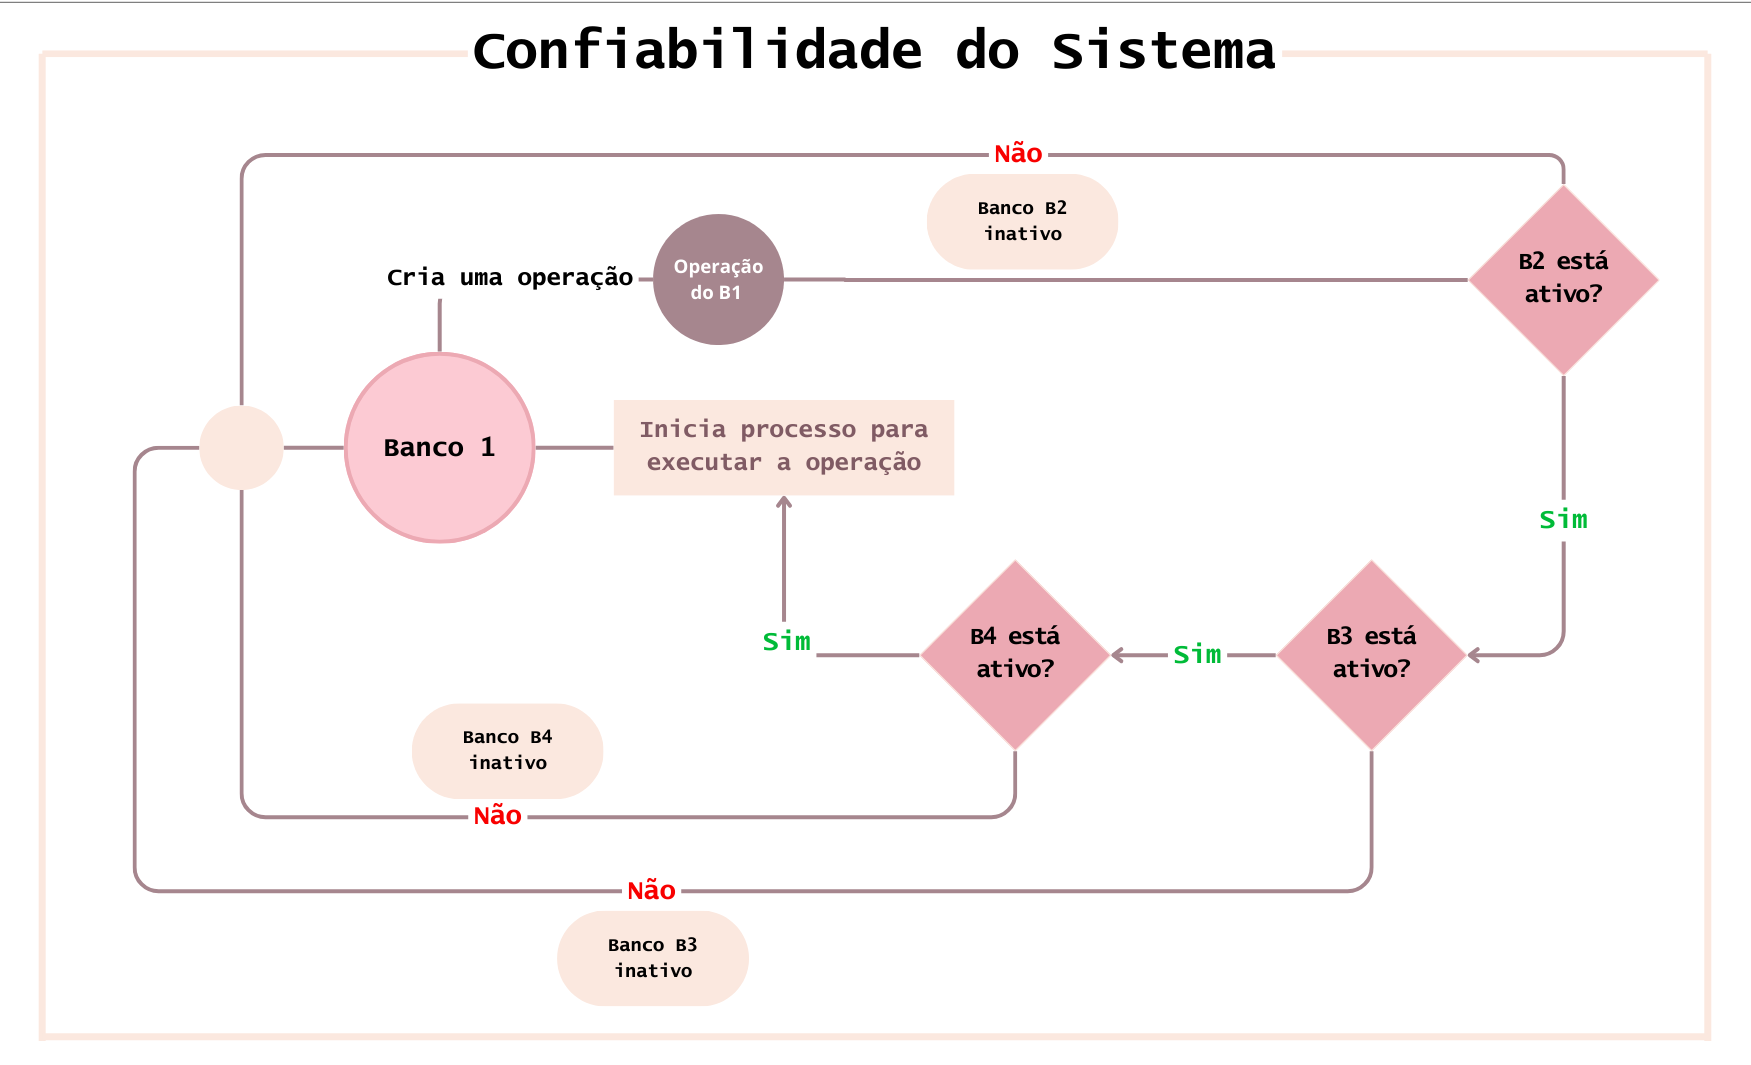 Confiabilidade do Sistema
Não
Banco B2
inativo
Cria uma operação
Operação
do B1
B2 está
ativo?
Banco 1
Inicia processo para
executar a operação
Sim
Sim
B4 está
ativo?
Sim
B3 está
ativo?
Banco B4
inativo
Não
Não
Banco B3
inativo